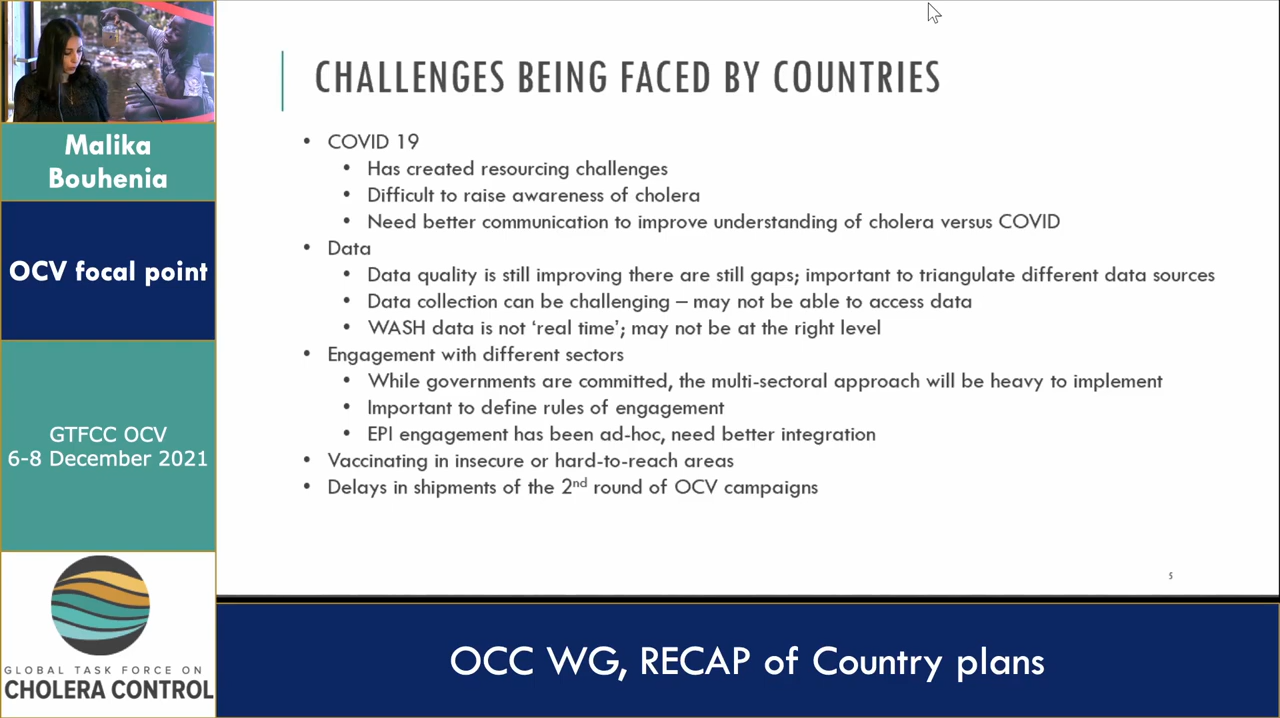 Malika
Bouhenia
OCV focal point
GTFCC OCV
6-8 December 2021
GLOBAL TASK FORCE ON
CHOLERA CONTROL
CHALLENGES BEING FACED BY COUNTRIES
• COVID 19
• Has created resourcing challenges
• Difficult to raise awareness of cholera
• Need better communication to improve understanding of cholera versus COVID
• Data
• Data quality is still improving there are still gaps; important to triangulate different data sources
• Data collection can be challenging – may not be able to access data
• WASH data is not ‘real time’; may not be at the right level
• Engagement with different sectors
• While governments are committed, the multi-sectoral approach will be heavy to implement
• Important to define rules of engagement
• EPI engagement has been ad-hoc, need better integration
• Vaccinating in insecure or hard-to-reach areas
• Delays in shipments of the 2nd round of OCV campaigns
5
OCC WG, RECAP of Country plans